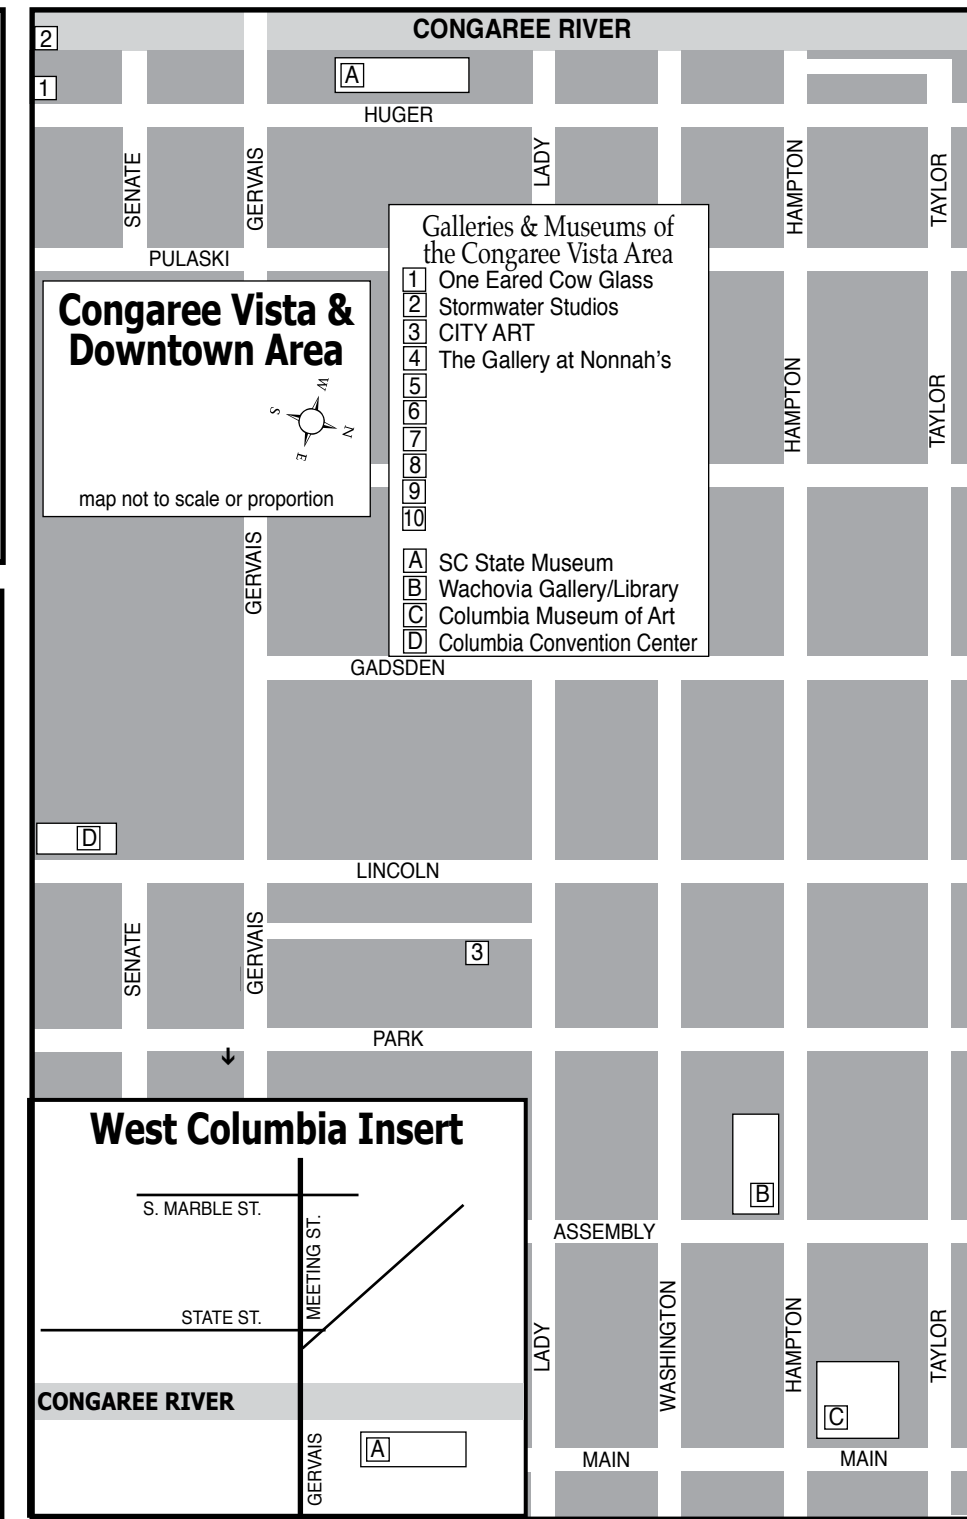 CONGAREE RIVER
2
1
A
HUGER
SENATE
GERVAIS
LADY
HAMPTON
TAYLOR
PULASKI
Galleries & Museums of
the Congaree Vista Area
1 One Eared Cow Glass
2 Stormwater Studios
3 CITY ART
4 The Gallery at Nonnah's
5
6
7
8
9
10
A SC State Museum
B Wachovia Gallery/Library
C Columbia Museum of Art
D Columbia Convention Center
Congaree Vista &
Downtown Area
W
S
N
E
map not to scale or proportion
HAMPTON
TAYLOR
GERVAIS
GADSDEN
D
LINCOLN
SENATE
GERVAIS
3
PARK
West Columbia Insert
S. MARBLE ST.
MEETING ST.
STATE ST.
CONGAREE RIVER
GERVAIS
A
B
ASSEMBLY
LADY
WASHINGTON
HAMPTON
TAYLOR
C
MAIN
MAIN